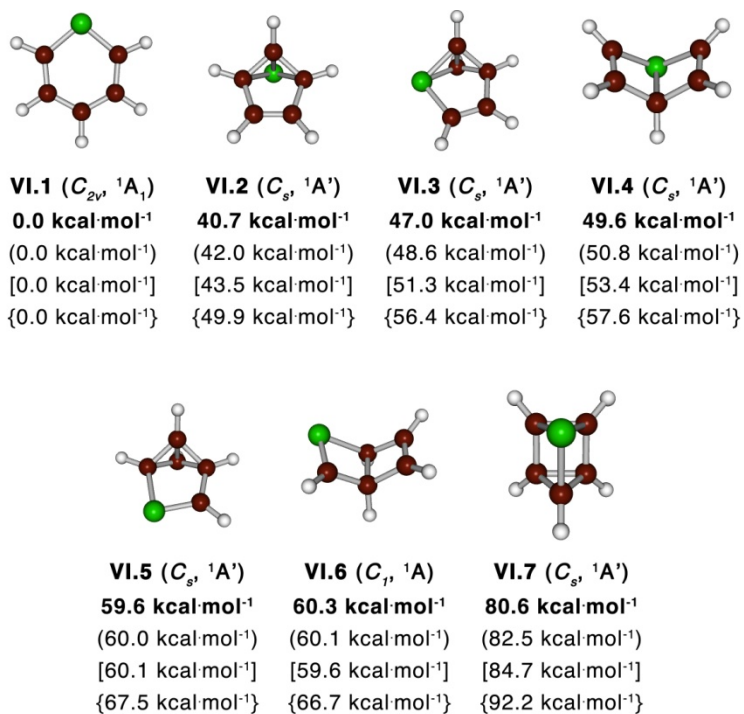 VI.1 (C2v, ¹A₁)
0.0 kcal·mol⁻¹
(0.0 kcal·mol⁻¹)
[0.0 kcal·mol⁻¹]
{0.0 kcal·mol⁻¹}
VI.2 (Cs, ¹A')
40.7 kcal·mol⁻¹
(42.0 kcal·mol⁻¹)
[43.5 kcal·mol⁻¹]
{49.9 kcal·mol⁻¹}
VI.3 (Cs, ¹A')
47.0 kcal·mol⁻¹
(48.6 kcal·mol⁻¹)
[51.3 kcal·mol⁻¹]
{56.4 kcal·mol⁻¹}
VI.4 (Cs, ¹A')
49.6 kcal·mol⁻¹
(50.8 kcal·mol⁻¹)
[53.4 kcal·mol⁻¹]
{57.6 kcal·mol⁻¹}
VI.5 (Cs, ¹A')
59.6 kcal·mol⁻¹
(60.0 kcal·mol⁻¹)
[60.1 kcal·mol⁻¹]
{67.5 kcal·mol⁻¹}
VI.6 (C₁, ¹A)
60.3 kcal·mol⁻¹
(60.1 kcal·mol⁻¹)
[59.6 kcal·mol⁻¹]
{66.7 kcal·mol⁻¹}
VI.7 (Cs, ¹A')
80.6 kcal·mol⁻¹
(82.5 kcal·mol⁻¹)
[84.7 kcal·mol⁻¹]
{92.2 kcal·mol⁻¹}